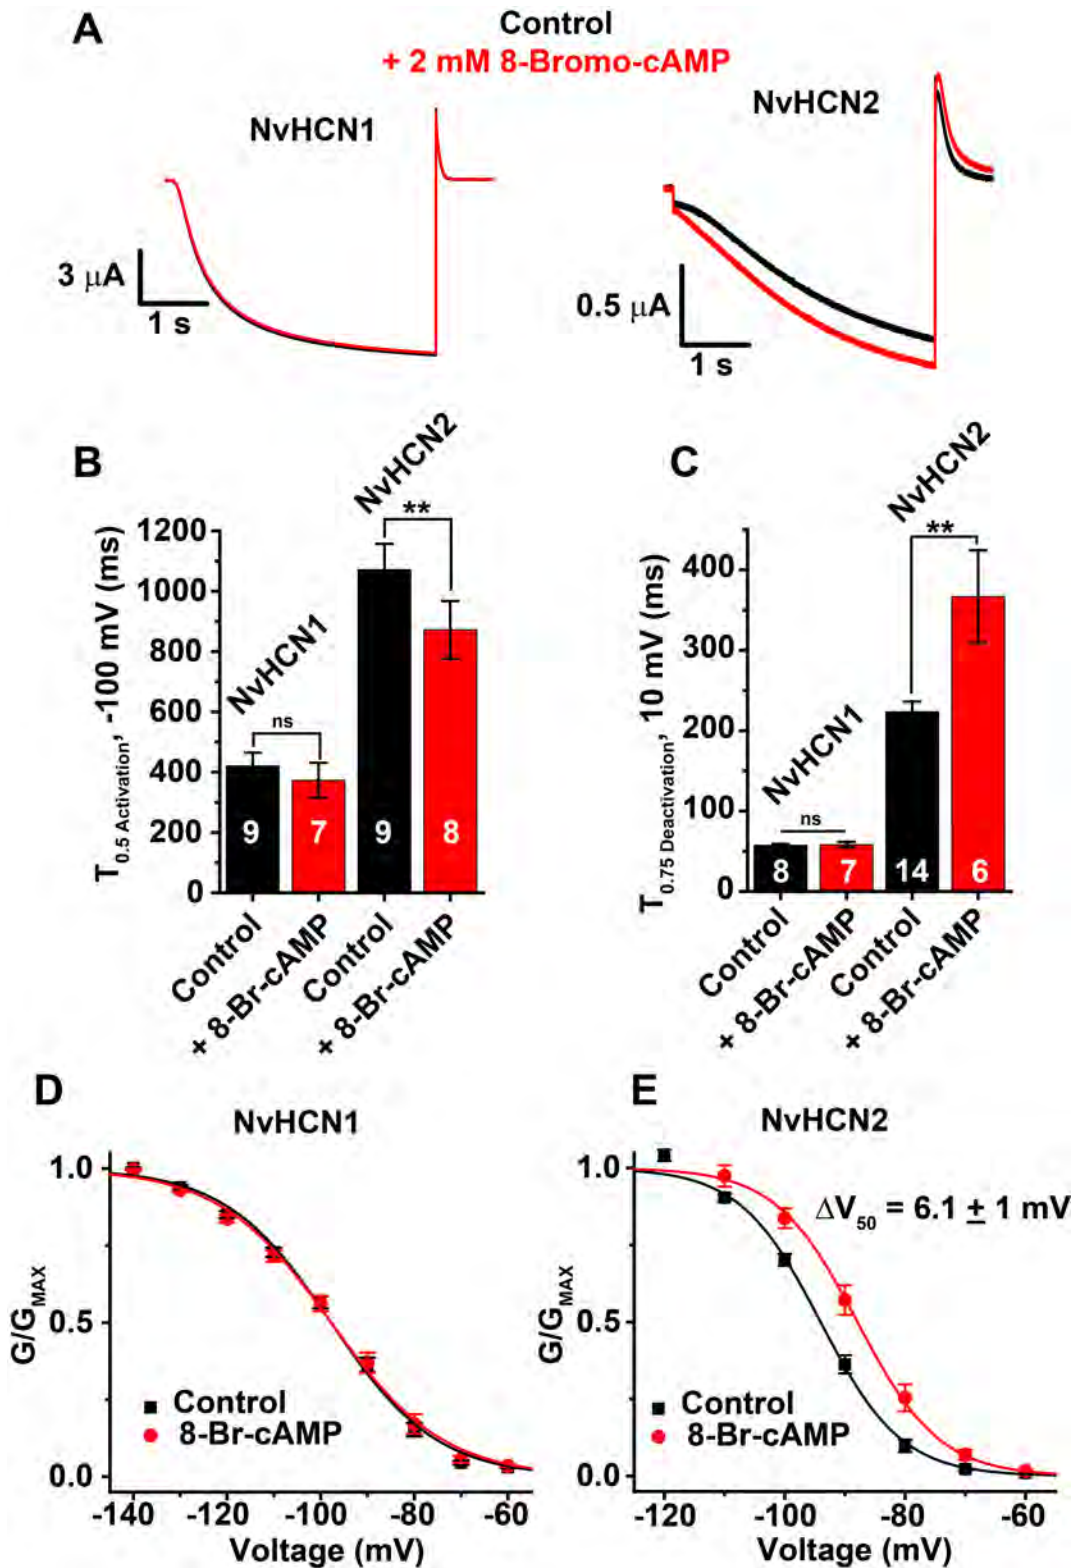 A
Control
+ 2 mM 8-Bromo-cAMP
NvHCN1
NvHCN2
3 μA
1 s
0.5 μA
1 s
B
NvHCN1
NvHCN2
**
ns
T0.5 Activation, -100 mV (ms)
1200
1000
800
600
400
200
0
9
7
9
8
Control
+ 8-Br-cAMP
Control
+ 8-Br-cAMP
C
NvHCN1
NvHCN2
**
ns
T0.75 Deactivation, 10 mV (ms)
400
300
200
100
0
8
7
14
6
Control
+ 8-Br-cAMP
Control
+ 8-Br-cAMP
D
NvHCN1
G/GMAX
1.0
0.5
0.0
Control
8-Br-cAMP
-140 -120 -100 -80 -60
Voltage (mV)
E
NvHCN2
ΔV50 = 6.1 ± 1 mV
G/GMAX
1.0
0.5
0.0
Control
8-Br-cAMP
-120 -100 -80 -60
Voltage (mV)